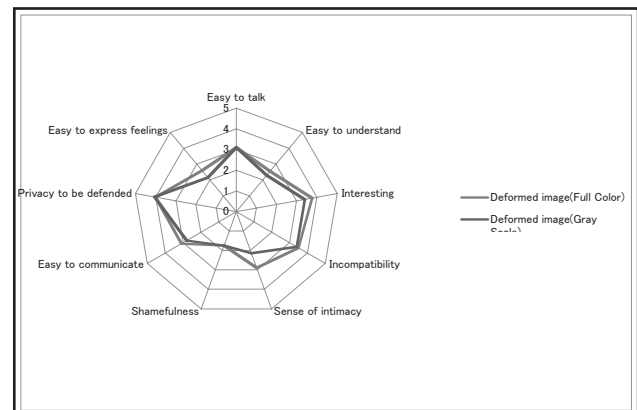 Easy to talk
5
Easy to express feelings
4
Easy to understand
3
2
Privacy to be defended
1
Interesting
0
Deformed image(Full Color)
Deformed image(Gray
Scale)
Easy to communicate
Incompatibility
Shamefulness
Sense of intimacy